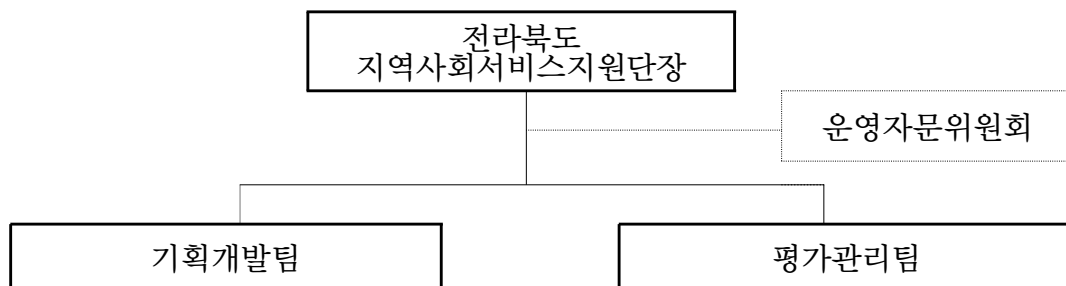 전라북도
지역사회서비스지원단장
운영자문위원회
기획개발팀
평가관리팀